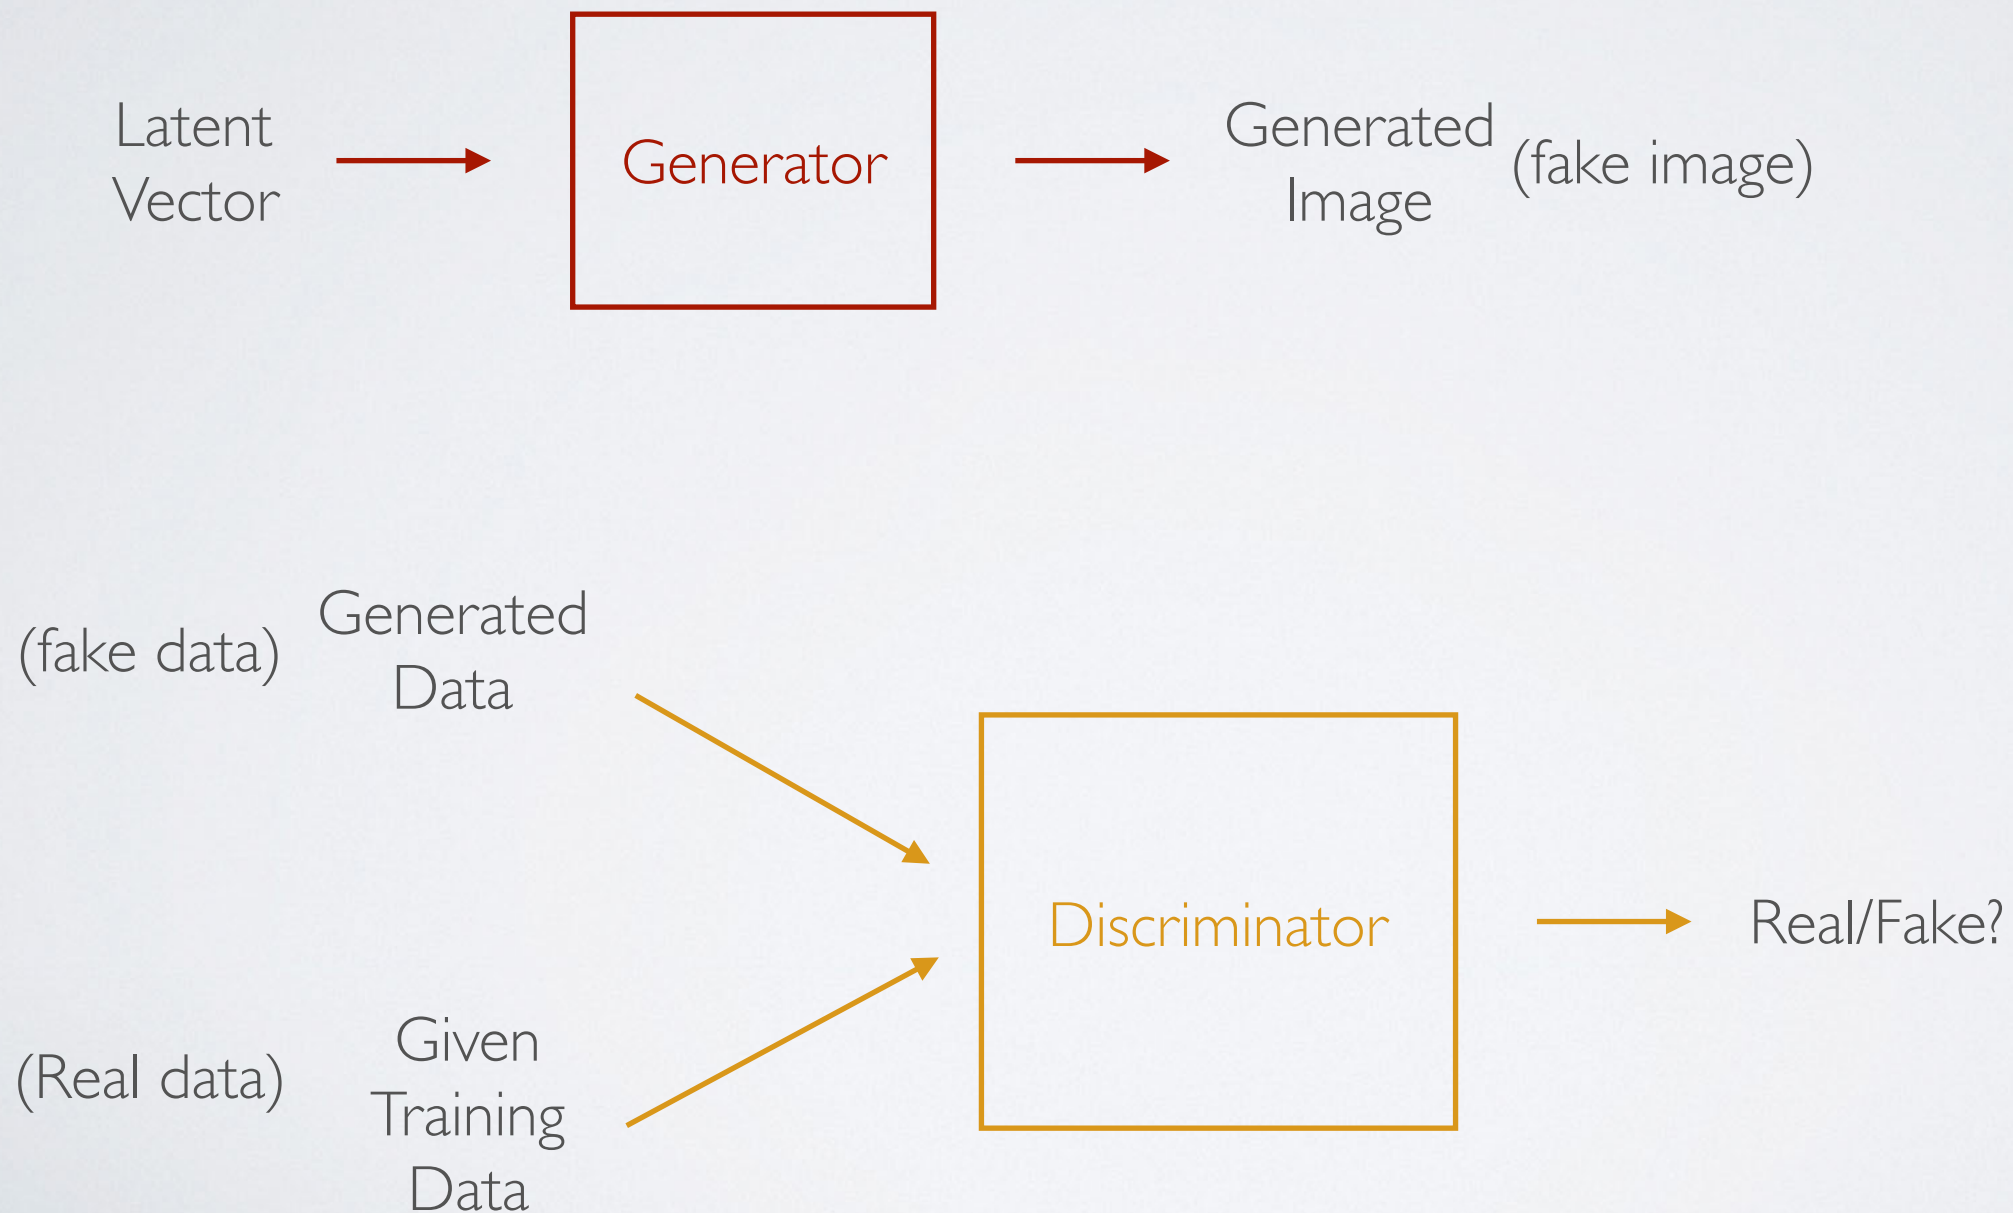 Latent
Vector
Generator
Generated
Image
(fake image)
(fake data)
Generated
Data
Discriminator
Real/Fake?
(Real data)
Given
Training
Data